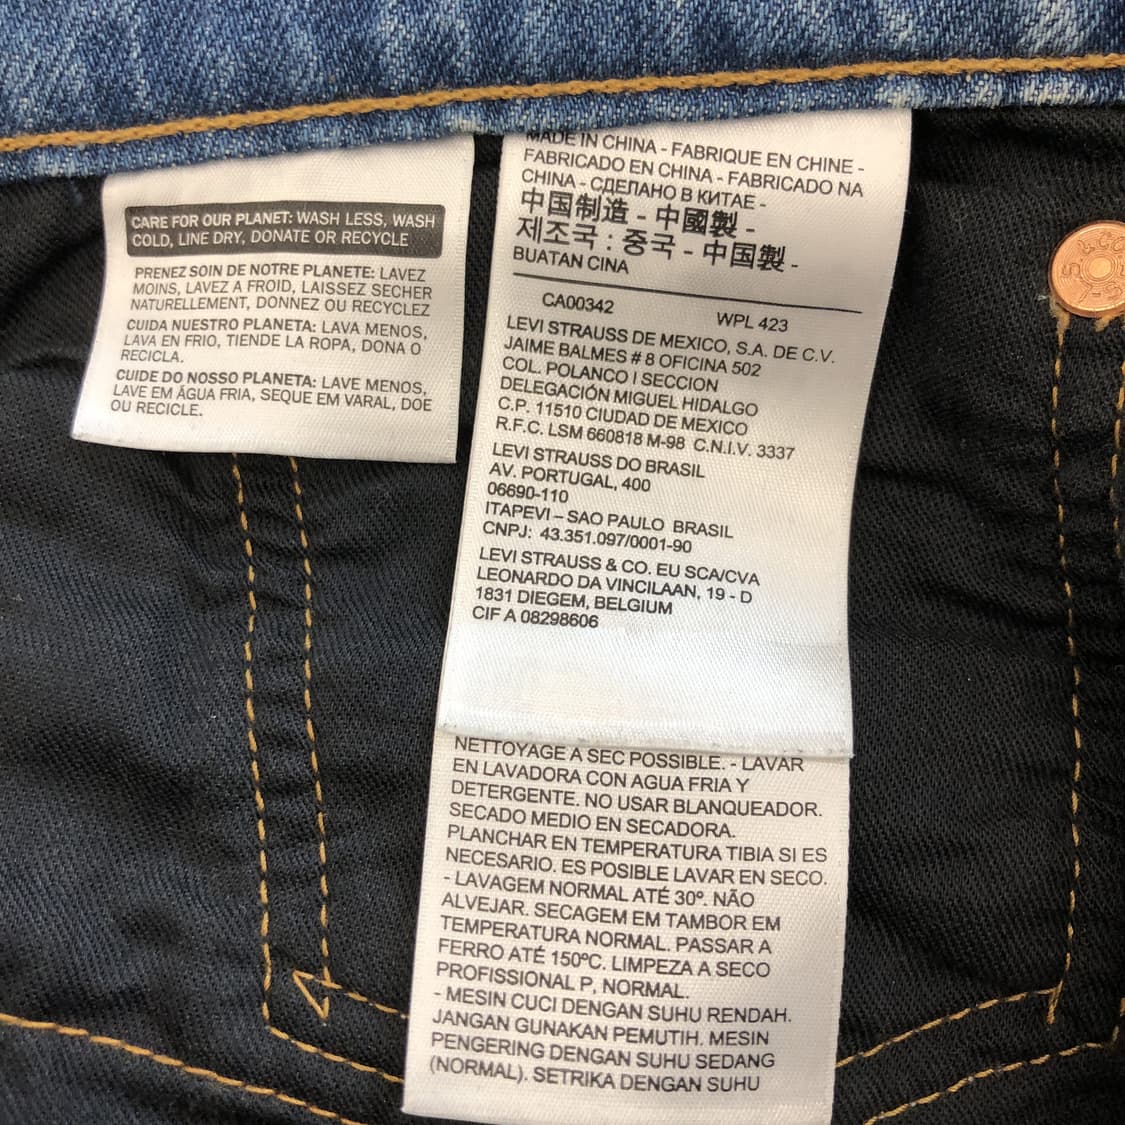 CARE FOR OUR PLANET: WASH LESS, WASH
COLD, LINE DRY, DONATE OR RECYCLE
PRENEZ SOIN DE NOTRE PLANETE: LAVEZ
MOINS, LAVEZ A FROID, LAISSEZ SECHER
NATURELLEMENT, DONNEZ OU RECYCLEZ
CUIDA NUESTRO PLANETA: LAVA MENOS,
LAVA EN FRIO, TIENDE LA ROPA, DONA O
RECICLA.
CUIDE DO NOSSO PLANETA: LAVE MENOS,
LAVE EM ÁGUA FRIA, SEQUE EM VARAL, DOE
OU RECICLE.
MADE IN CHINA - FABRIQUE EN CHINE -
FABRICADO EN CHINA - FABRICADO NA
CHINA - СДЕЛАНО В КИТАЕ -
中国制造 - 中國製 -
제조국 : 중국 - 中国製 -
BUATAN CINA
CA00342 WPL 423
LEVI STRAUSS DE MEXICO, S.A. DE C.V.
JAIME BALMES # 8 OFICINA 502
COL. POLANCO I SECCION
DELEGACIÓN MIGUEL HIDALGO
C.P. 11510 CIUDAD DE MEXICO
R.F.C. LSM 660818 M-98 C.N.I.V. 3337
LEVI STRAUSS DO BRASIL
AV. PORTUGAL, 400
06690-110
ITAPEVI – SAO PAULO BRASIL
CNPJ: 43.351.097/0001-90
LEVI STRAUSS & CO. EU SCA/CVA
LEONARDO DA VINCILAAN, 19 - D
1831 DIEGEM, BELGIUM
CIF A 08298606
NETTOYAGE A SEC POSSIBLE. - LAVAR
EN LAVADORA CON AGUA FRIA Y
DETERGENTE. NO USAR BLANQUEADOR.
SECADO MEDIO EN SECADORA.
PLANCHAR EN TEMPERATURA TIBIA SI ES
NECESARIO. ES POSIBLE LAVAR EN SECO.
- LAVAGEM NORMAL ATÉ 30º. NÃO
ALVEJAR. SECAGEM EM TAMBOR EM
TEMPERATURA NORMAL. PASSAR A
FERRO ATÉ 150ºC. LIMPEZA A SECO
PROFISSIONAL P, NORMAL.
- MESIN CUCI DENGAN SUHU RENDAH.
JANGAN GUNAKAN PEMUTIH. MESIN
PENGERING DENGAN SUHU SEDANG
(NORMAL). SETRIKA DENGAN SUHU